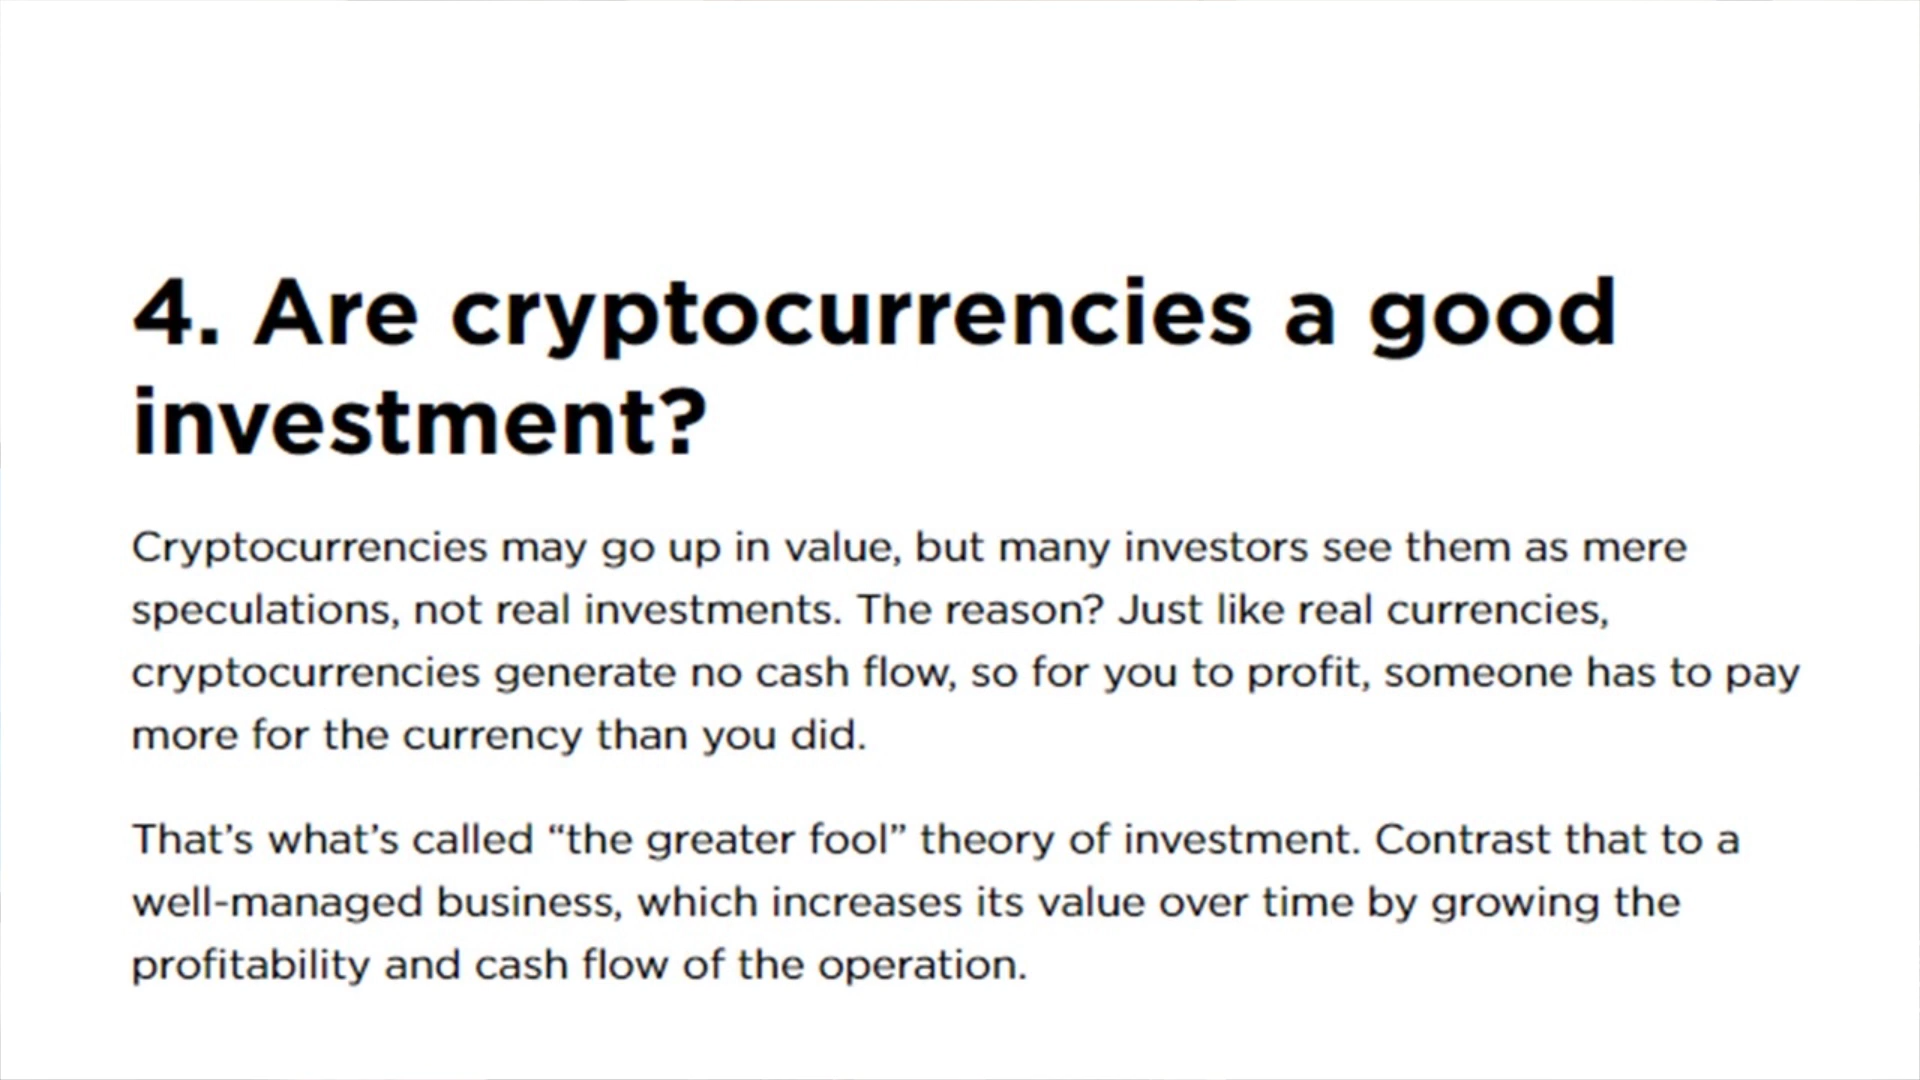 4. Are cryptocurrencies a good
investment?
Cryptocurrencies may go up in value, but many investors see them as mere
speculations, not real investments. The reason? Just like real currencies,
cryptocurrencies generate no cash flow, so for you to profit, someone has to pay
more for the currency than you did.
That’s what’s called “the greater fool” theory of investment. Contrast that to a
well-managed business, which increases its value over time by growing the
profitability and cash flow of the operation.